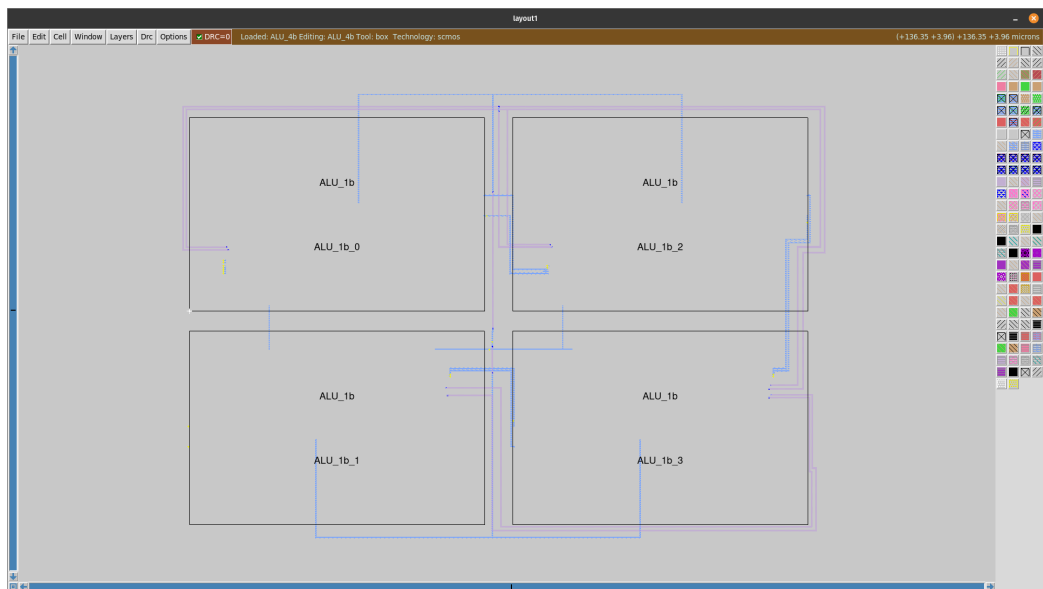 layout1
File Edit Cell Window Layers Drc Options DRC=0 Loaded: ALU_4b Editing: ALU_4b Tool: box Technology: scmos (+136.35 +3.96) +136.35 +3.96 microns
ALU_1b ALU_1b
ALU_1b_0 ALU_1b_2
ALU_1b ALU_1b
ALU_1b_1 ALU_1b_3